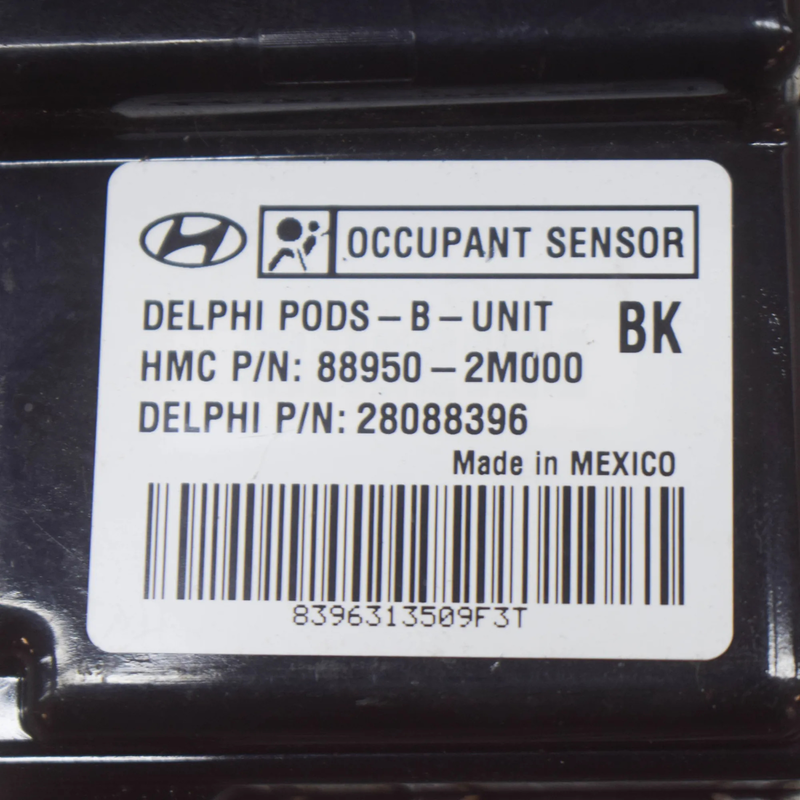 OCCUPANT SENSOR
DELPHI PODS-B-UNIT BK
HMC P/N: 88950-2M000
DELPHI P/N: 28088396
Made in MEXICO
8396313509F3T